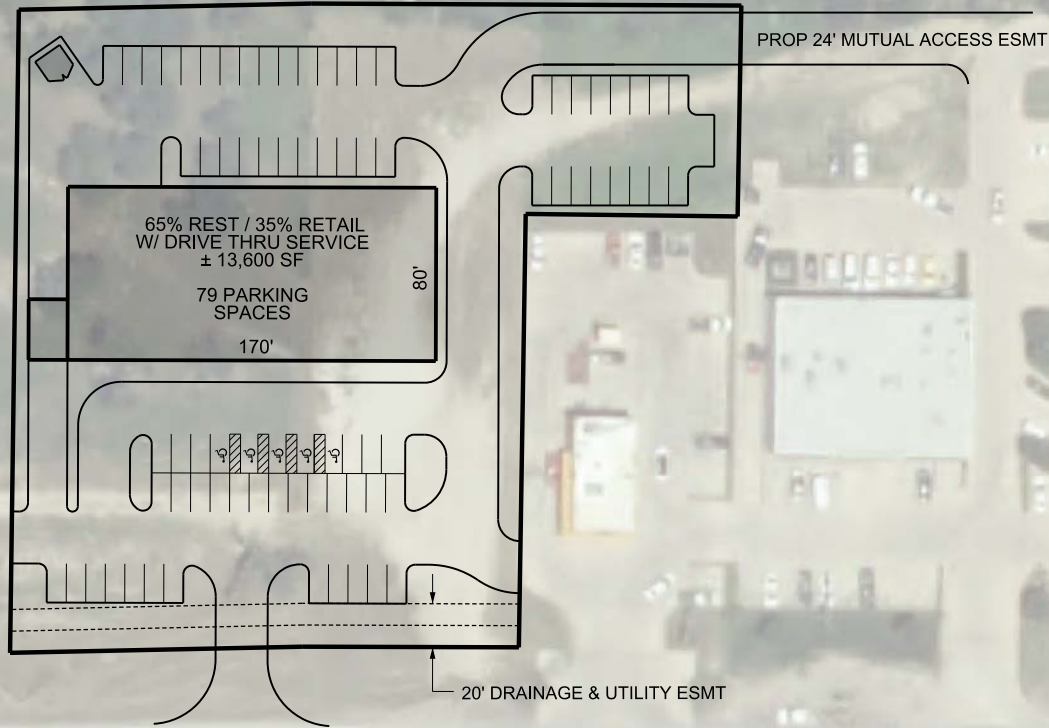 PROP 24' MUTUAL ACCESS ESMT
65% REST / 35% RETAIL
W/ DRIVE THRU SERVICE
± 13,600 SF
79 PARKING
SPACES
80'
170'
20' DRAINAGE & UTILITY ESMT